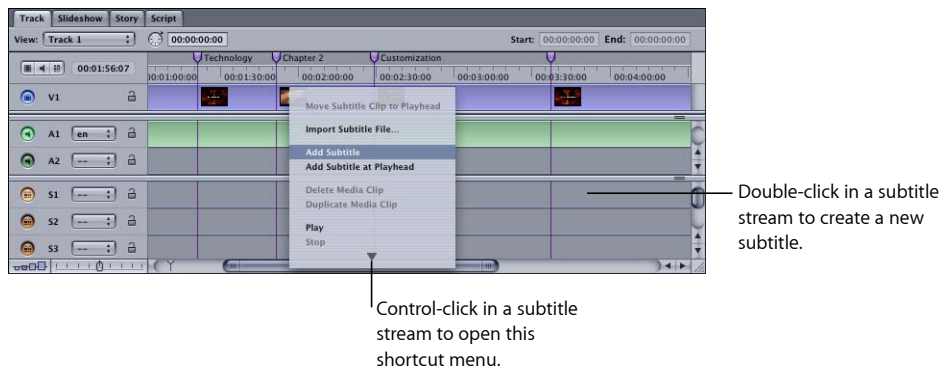 Track Slideshow Story Script
View: Track 1 00:00:00:00 Start: 00:00:00:00 End: 00:00:00:00
Technology Chapter 2 Customization
00:01:56:07 00:01:00:00 00:01:30:00 00:02:00:00 00:02:30:00 00:03:00:00 00:03:30:00 00:04:00:00
V1
Move Subtitle Clip to Playhead
A1 en
Import Subtitle File...
Add Subtitle
A2 --
Add Subtitle at Playhead
S1 --
Delete Media Clip
Duplicate Media Clip
S2 --
Play
S3 --
Stop
Double-click in a subtitle
stream to create a new
subtitle.
Control-click in a subtitle
stream to open this
shortcut menu.